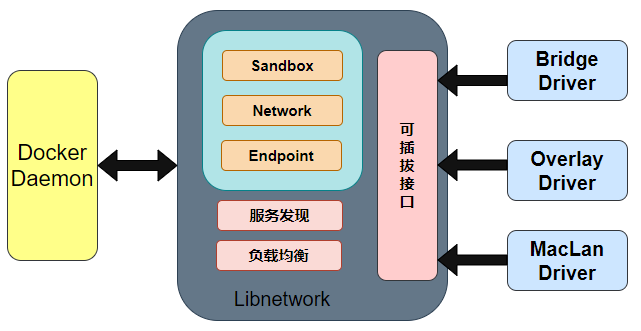 Docker
Daemon
Sandbox
Network
Endpoint
服务发现
负载均衡
Libnetwork
可
插
拔
接
口
Bridge
Driver
Overlay
Driver
MacLan
Driver